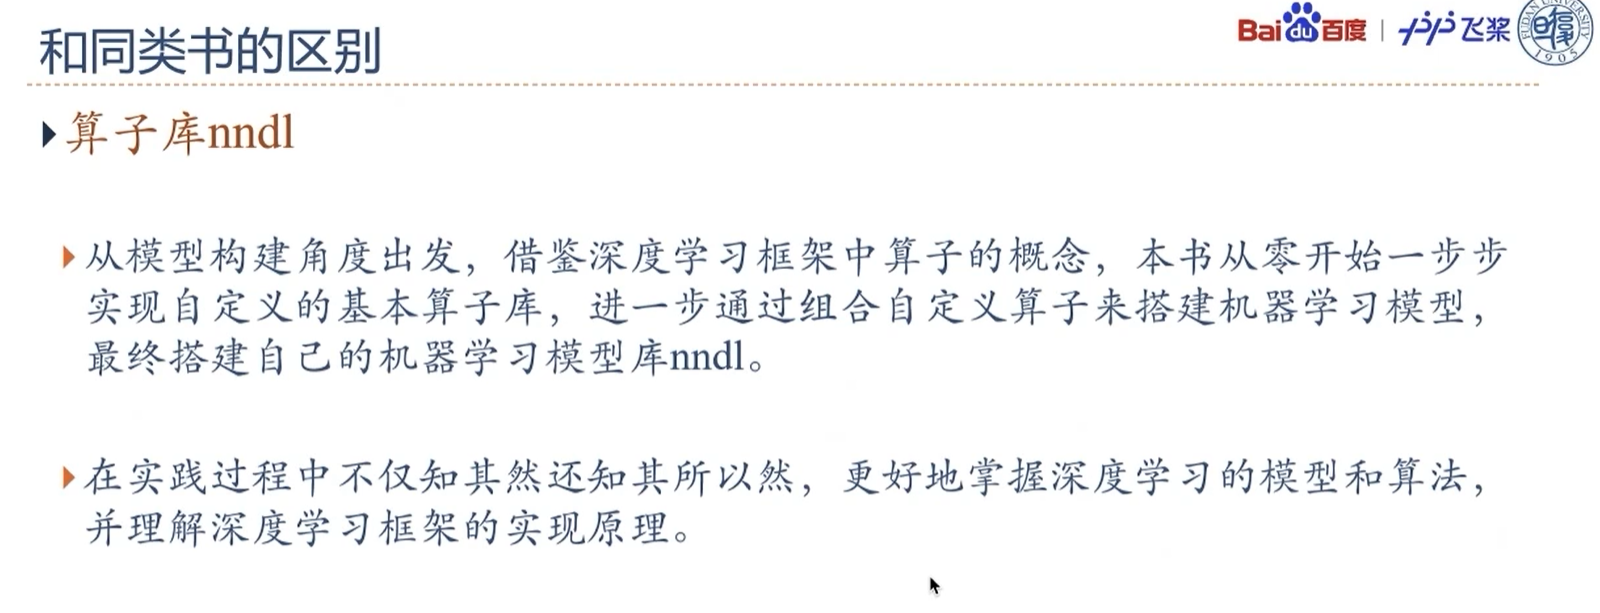 和同类书的区别
Bai du 百度 | 飞桨
FUDAN UNIVERSITY 1905
算子库nndl
从模型构建角度出发，借鉴深度学习框架中算子的概念，本书从零开始一步步
实现自定义的基本算子库，进一步通过组合自定义算子来搭建机器学习模型，
最终搭建自己的机器学习模型库nndl。
在实践过程中不仅知其然还知其所以然，更好地掌握深度学习的模型和算法，
并理解深度学习框架的实现原理。